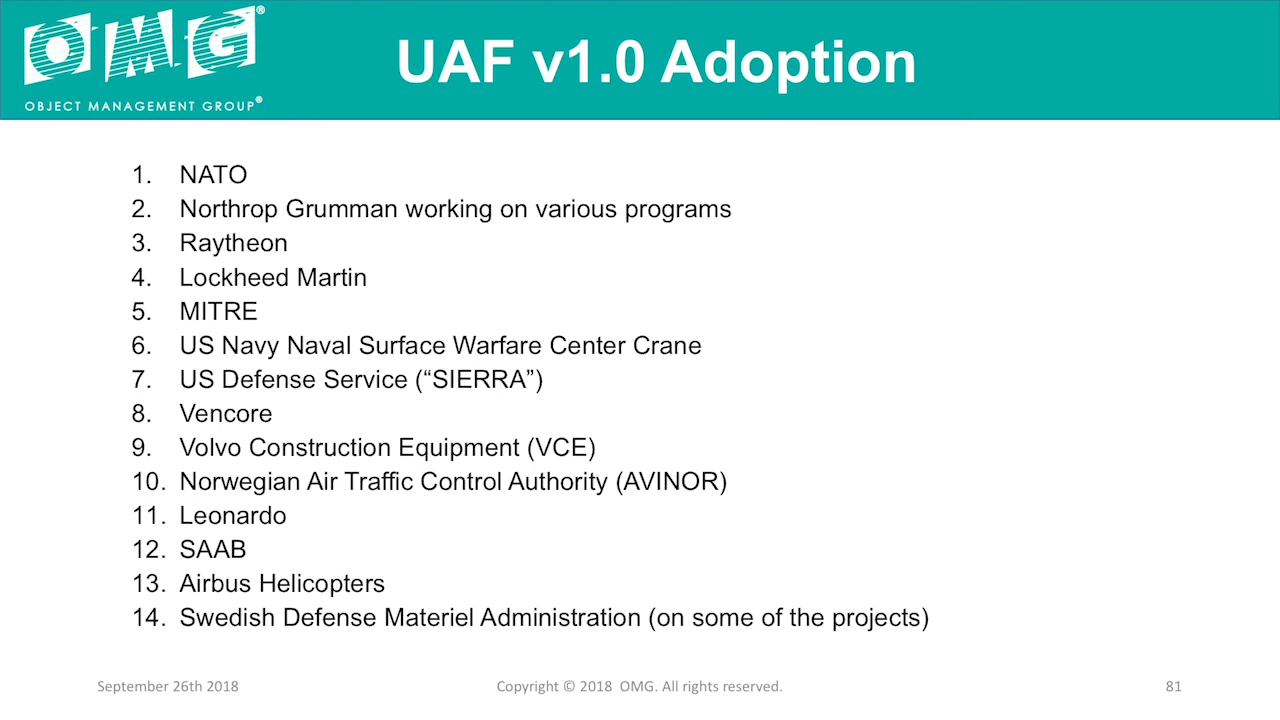 OMG®
OBJECT MANAGEMENT GROUP®
UAF v1.0 Adoption
1. NATO
2. Northrop Grumman working on various programs
3. Raytheon
4. Lockheed Martin
5. MITRE
6. US Navy Naval Surface Warfare Center Crane
7. US Defense Service (“SIERRA”)
8. Vencore
9. Volvo Construction Equipment (VCE)
10. Norwegian Air Traffic Control Authority (AVINOR)
11. Leonardo
12. SAAB
13. Airbus Helicopters
14. Swedish Defense Materiel Administration (on some of the projects)
September 26th 2018
Copyright © 2018 OMG. All rights reserved.
81